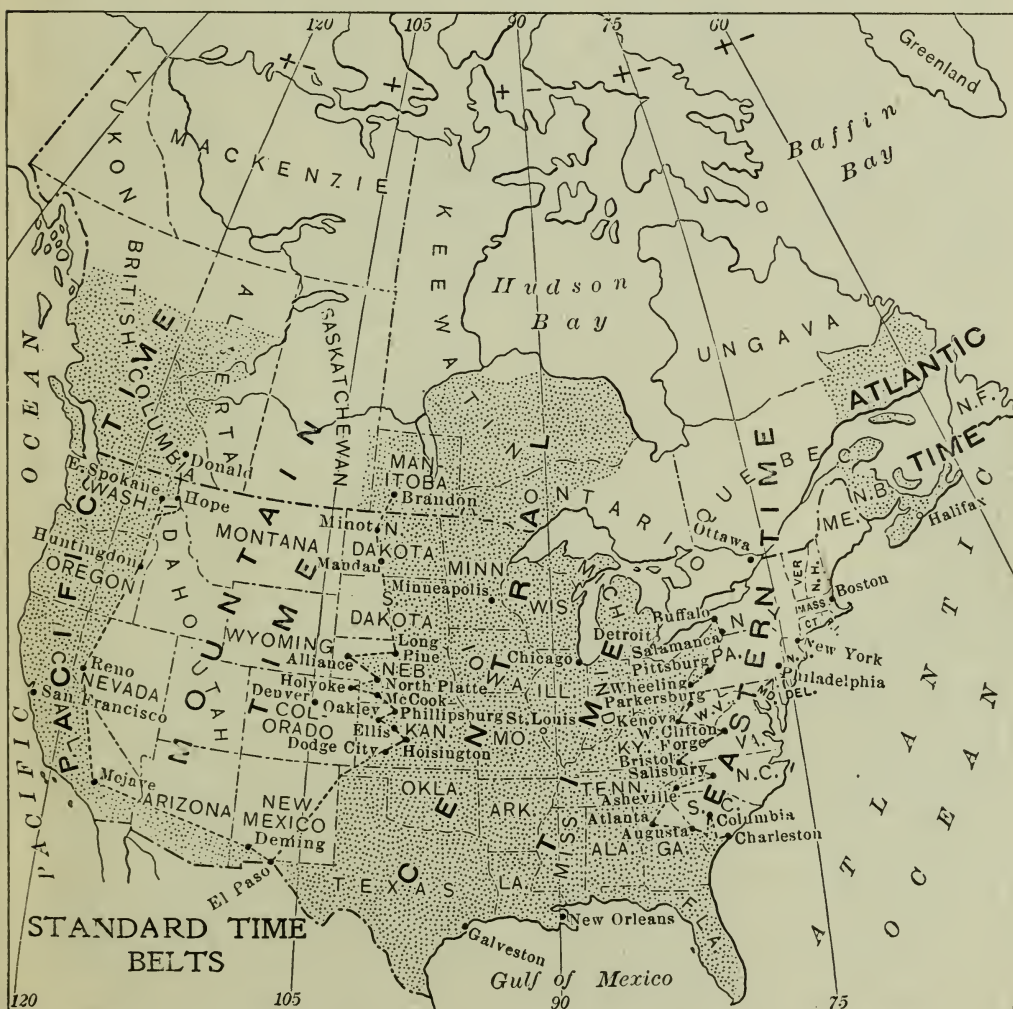 120
105
90
75
60
+ -
+ -
+ -
+ -
+ -
Greenland
Baffin
Bay
YUKON
MACKENZIE
KEEWATIN
Hudson
Bay
UNGAVA
BRITISH COLUMBIA
ALBERTA
SASKATCHEWAN
MANITOBA
Brandon
ONTARIO
QUEBEC
ATLANTIC
TIME
N.F.
N.B.
ME.
Halifax
Ottawa
PACIFIC
TIME
MOUNTAIN
TIME
CENTRAL
TIME
EASTERN TIME
PACIFIC OCEAN
ATLANTIC
OCEAN
Donald
E. Spokane
WASH.
Hope
Huntingdon
OREGON
IDAHO
MONTANA
Minot
N.
DAKOTA
Mandau
Minneapolis
MINN
S.
DAKOTA
WIS.
MICH
WYOMING
Long
Pine
Alliance
NEB
North Platte
Holyoke
McCook
Denver
Oakley
Phillipsburg
COLORADO
Ellis
KAN.
Dodge City
Hoisington
Reno
NEVADA
San
Francisco
UTAH
IOWA
ILL
IND
Chicago
St. Louis
MO.
Detroit
Buffalo
Salamanca
Pittsburg
PA.
N.
Wheeling
Parkersburg
Kenova
W.V.
W. Clifton
Forge
VI.
KY.
Bristol
Salisbury
N.C.
TENN.
Asheville
S.C.
Columbia
Atlanta
Augusta
Charleston
VER
N.H.
MASS
CT.
Boston
New York
N.
Philadelphia
MD.
DEL.
Mojave
ARIZONA
NEW
MEXICO
Deming
El Paso
OKLA
ARK.
TEXAS
LA.
MISS
ALA
GA.
FLA
New Orleans
Galveston
Gulf of Mexico
STANDARD TIME
BELTS
120
105
90
75